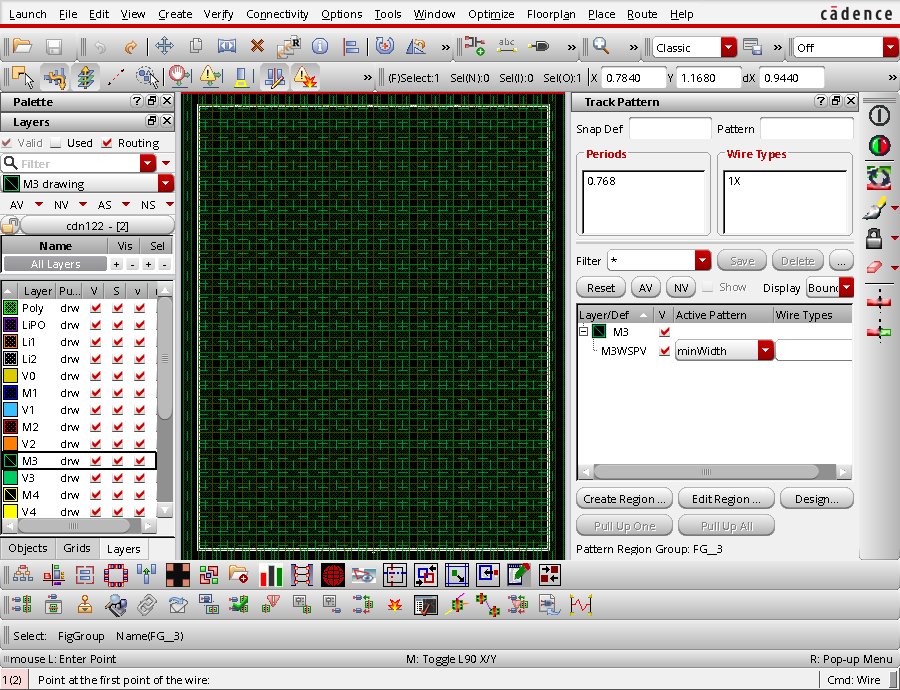 Launch File Edit View Create Verify Connectivity Options Tools Window Optimize Floorplan Place Route Help cādence
abc Classic Off
(F)Select:1 Sel(N):0 Sel(I):0 Sel(O):1 X 0.7840 Y 1.1680 dX 0.9440
Palette
Layers
Valid Used Routing
Filter
M3 drawing
AV NV AS NS
cdn122 - [2]
Name Vis Sel
All Layers + - + -
Layer Pu... V S v
Poly drw
LiPO drw
Li1 drw
Li2 drw
V0 drw
M1 drw
V1 drw
M2 drw
V2 drw
M3 drw
V3 drw
M4 drw
V4 drw
Objects Grids Layers
Track Pattern
Snap Def Pattern
Periods Wire Types
0.768 1X
Filter * Save Delete ...
Reset AV NV Show Display Bounc
Layer/Def V Active Pattern Wire Types
M3
M3WSPV minWidth
Create Region ... Edit Region ... Design...
Pull Up One Pull Up All
Pattern Region Group: FG__3
Select: FigGroup Name(FG__3)
mouse L: Enter Point M: Toggle L90 X/Y R: Pop-up Menu
1(2) Point at the first point of the wire: Cmd: Wire